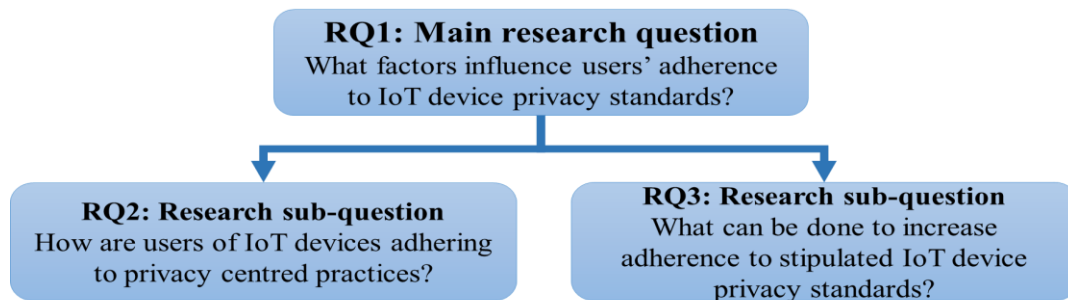 RQ1: Main research question
What factors influence users’ adherence
to IoT device privacy standards?
RQ2: Research sub-question
How are users of IoT devices adhering
to privacy centred practices?
RQ3: Research sub-question
What can be done to increase
adherence to stipulated IoT device
privacy standards?